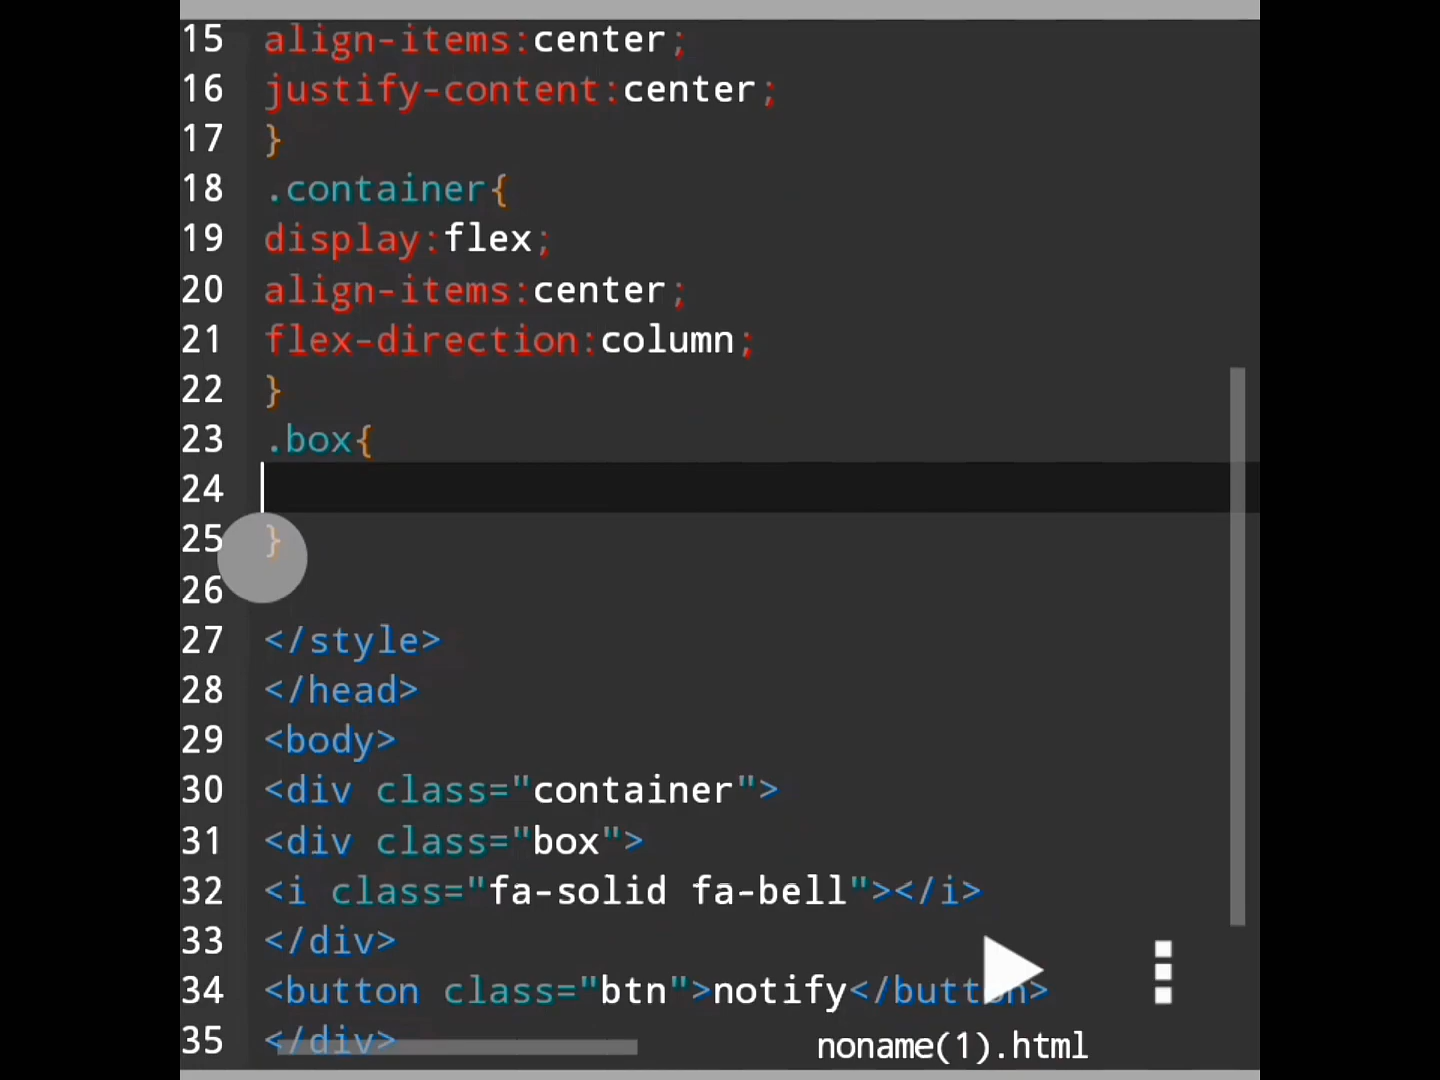 15 align-items:center;
16 justify-content:center;
17 }
18 .container{
19 display:flex;
20 align-items:center;
21 flex-direction:column;
22 }
23 .box{
24
25 }
26
27 </style>
28 </head>
29 <body>
30 <div class="container">
31 <div class="box">
32 <i class="fa-solid fa-bell"></i>
33 </div>
34 <button class="btn">notify</button>
35 </div>
noname(1).html